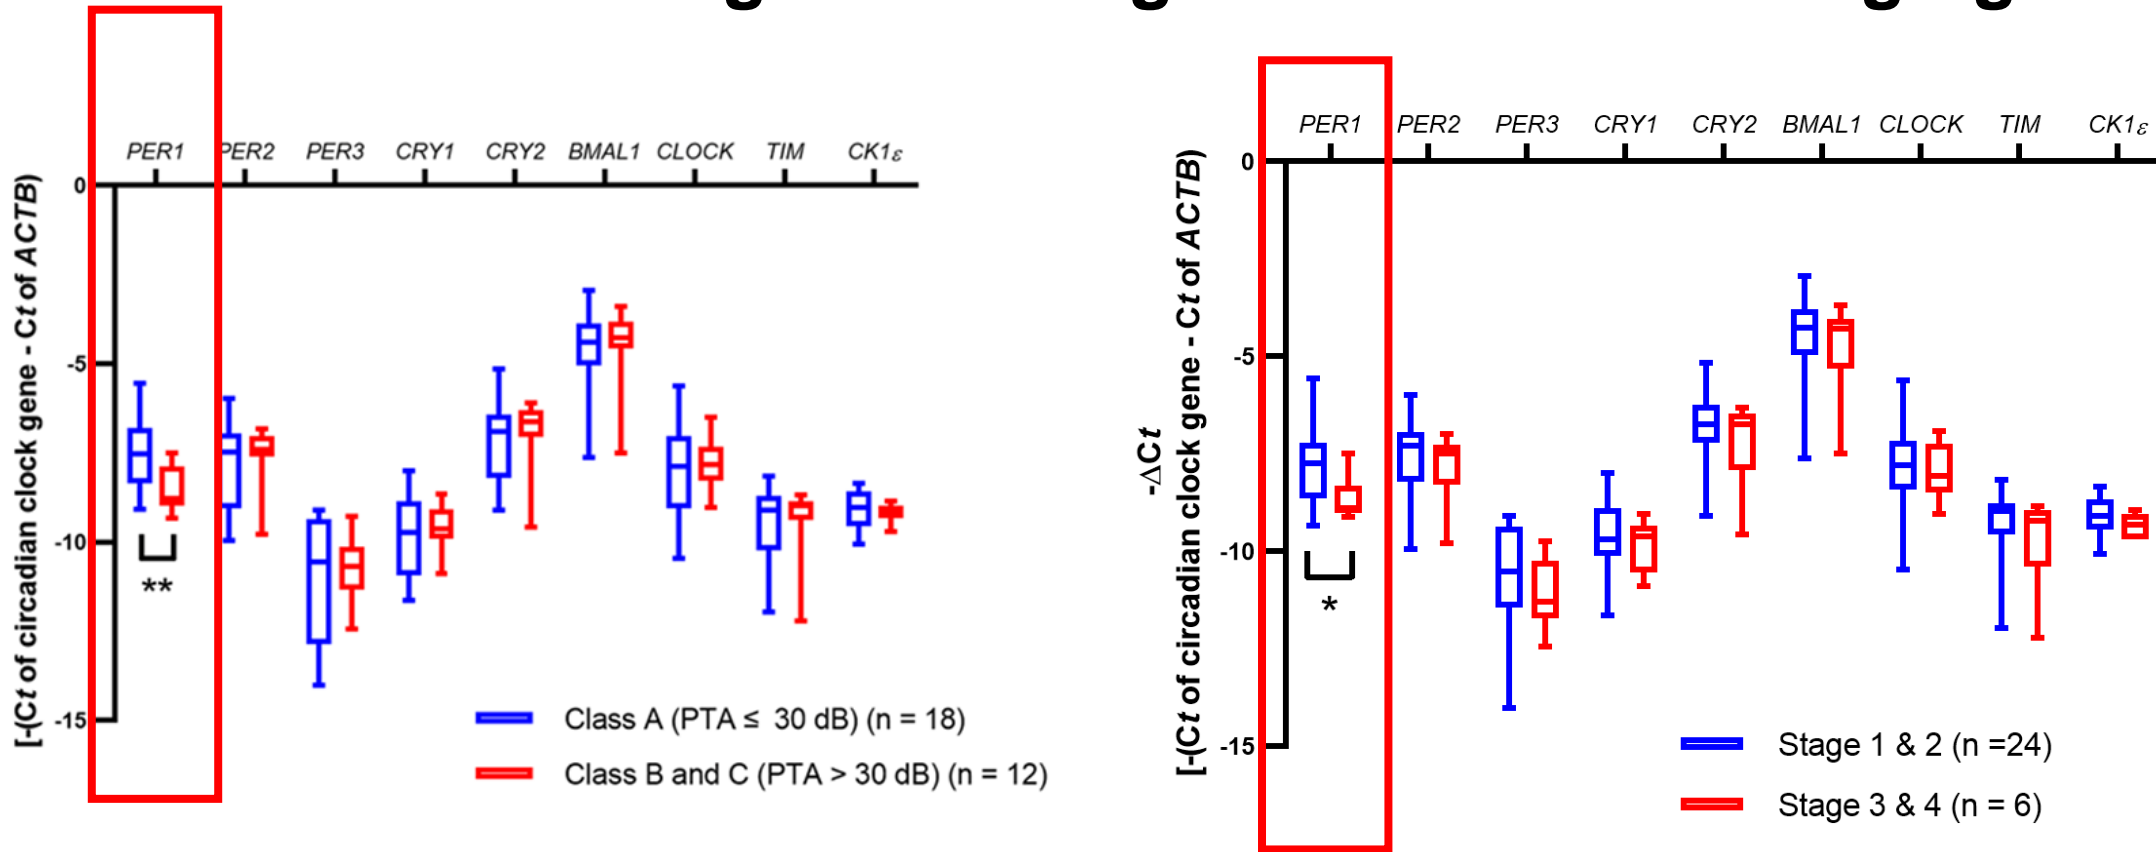 PER1 PER2 PER3 CRY1 CRY2 BMAL1 CLOCK TIM CK1ε
[-(Ct of circadian clock gene - Ct of ACTB)
0
-5
-10
-15
**
Class A (PTA ≤ 30 dB) (n = 18)
Class B and C (PTA > 30 dB) (n = 12)
PER1 PER2 PER3 CRY1 CRY2 BMAL1 CLOCK TIM CK1ε
-ΔCt
[-(Ct of circadian clock gene - Ct of ACTB)
0
-5
-10
-15
*
Stage 1 & 2 (n =24)
Stage 3 & 4 (n = 6)